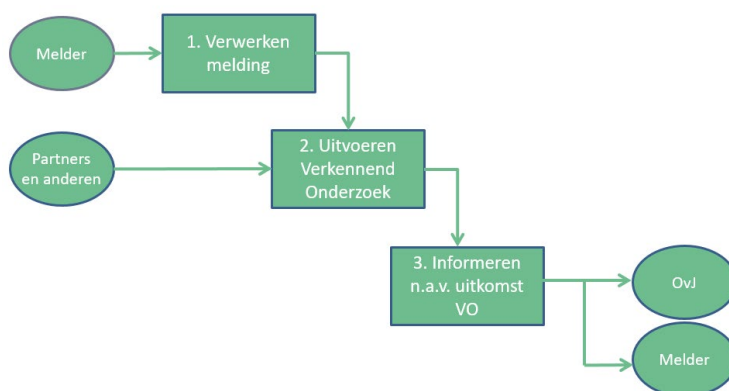 Melder
1. Verwerken
melding
Partners
en anderen
2. Uitvoeren
Verkennend
Onderzoek
3. Informeren
n.a.v. uitkomst
VO
OvJ
Melder